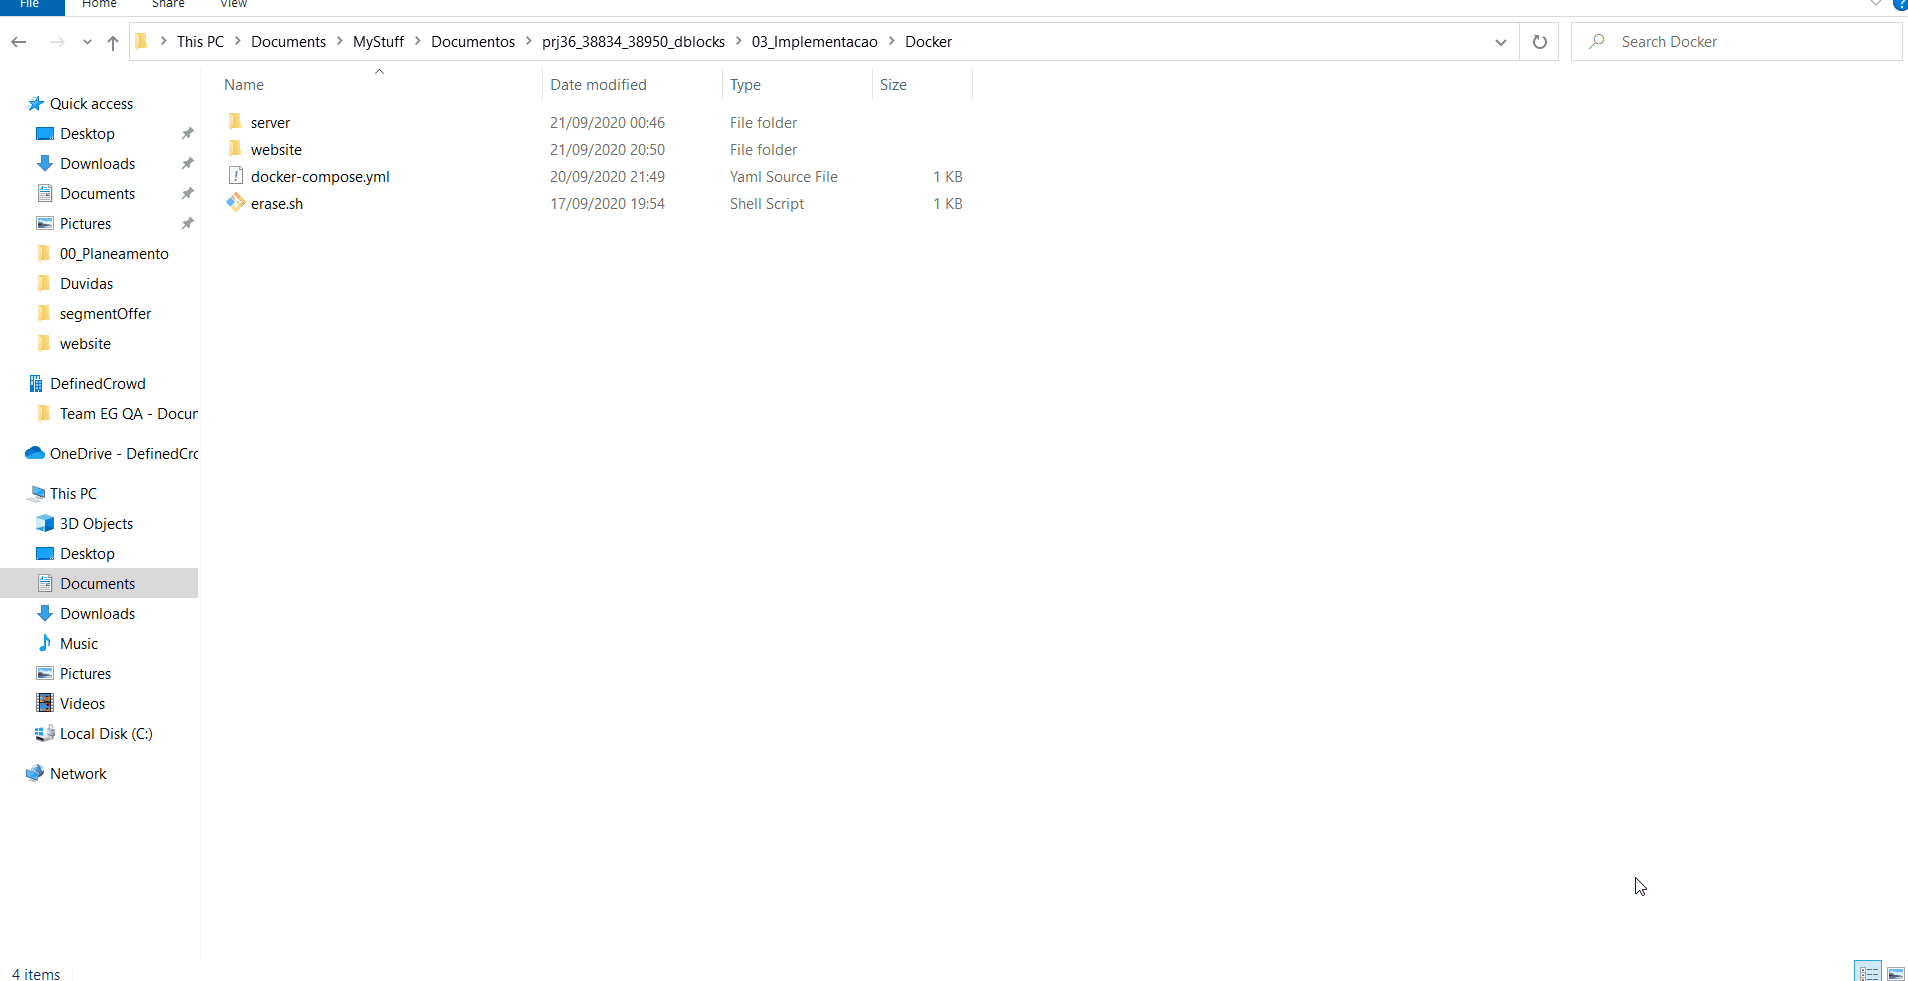 File Home Share View
This PC Documents MyStuff Documentos prj36_38834_38950_dblocks 03_Implementacao Docker Search Docker
Name Date modified Type Size
server 21/09/2020 00:46 File folder
website 21/09/2020 20:50 File folder
docker-compose.yml 20/09/2020 21:49 Yaml Source File 1 KB
erase.sh 17/09/2020 19:54 Shell Script 1 KB
Quick access
Desktop
Downloads
Documents
Pictures
00_Planeamento
Duvidas
segmentOffer
website
DefinedCrowd
Team EG QA - Docur
OneDrive - DefinedCrc
This PC
3D Objects
Desktop
Documents
Downloads
Music
Pictures
Videos
Local Disk (C:)
Network
4 items